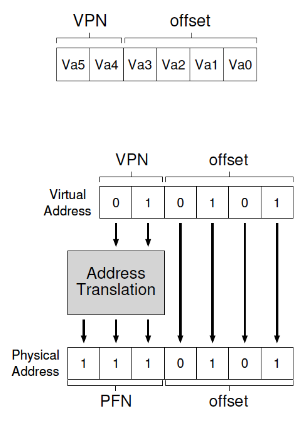 VPN offset
Va5 Va4 Va3 Va2 Va1 Va0
VPN offset
Virtual Address 0 1 0 1 0 1
Address
Translation
Physical Address 1 1 1 0 1 0 1
PFN offset